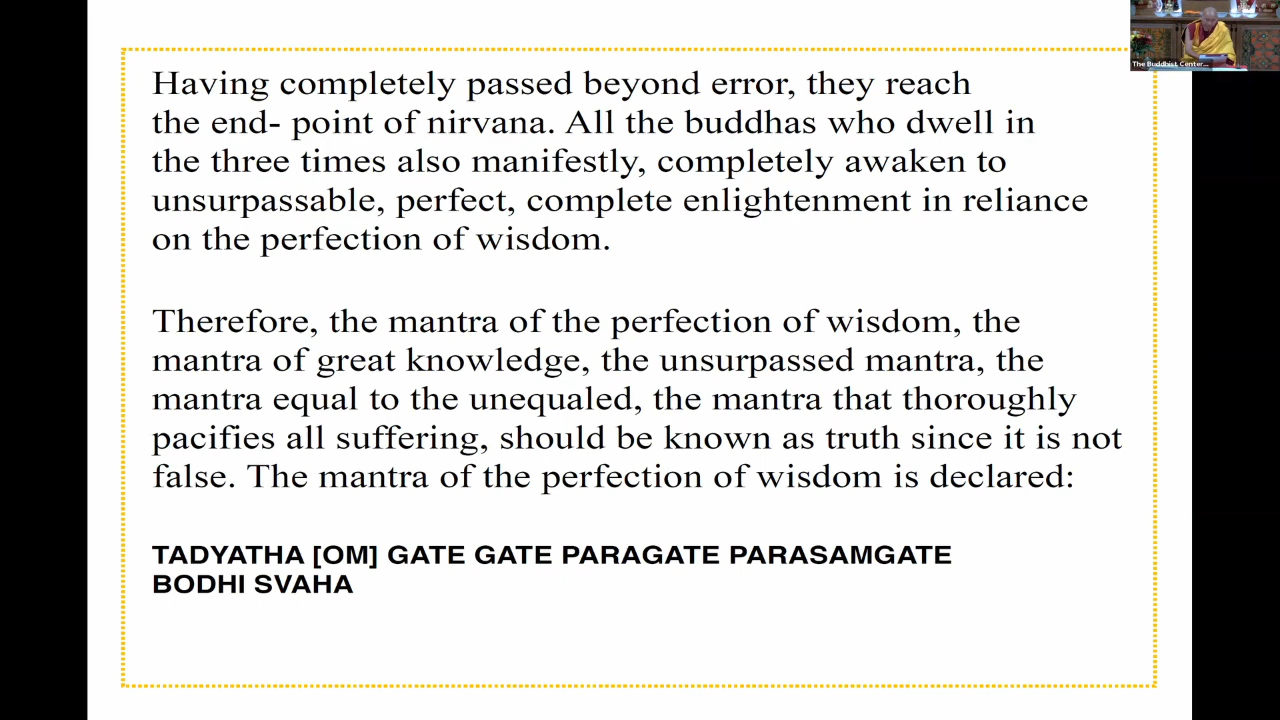 The Buddhist Center...
Having completely passed beyond error, they reach
the end- point of nirvana. All the buddhas who dwell in
the three times also manifestly, completely awaken to
unsurpassable, perfect, complete enlightenment in reliance
on the perfection of wisdom.
Therefore, the mantra of the perfection of wisdom, the
mantra of great knowledge, the unsurpassed mantra, the
mantra equal to the unequaled, the mantra that thoroughly
pacifies all suffering, should be known as truth since it is not
false. The mantra of the perfection of wisdom is declared:
TADYATHA [OM] GATE GATE PARAGATE PARASAMGATE
BODHI SVAHA